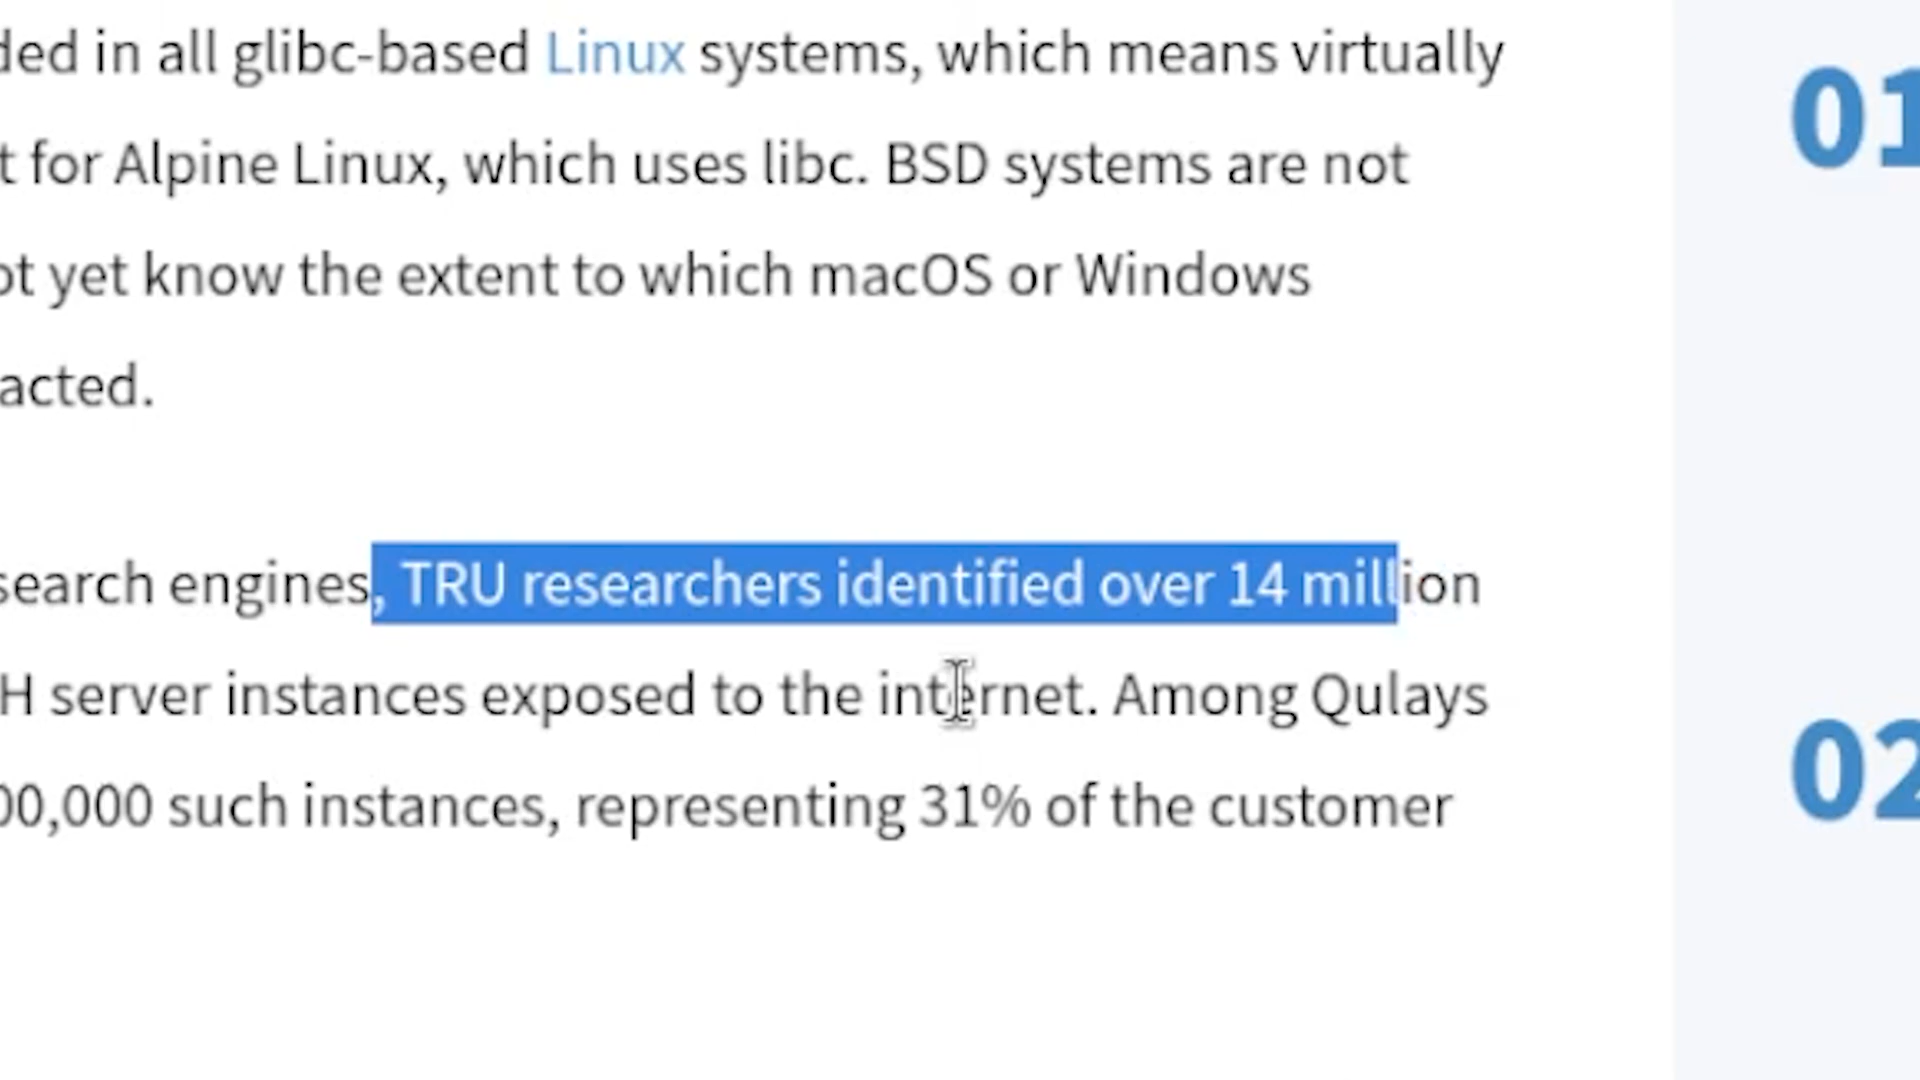 ded in all glibc-based Linux systems, which means virtually
t for Alpine Linux, which uses libc. BSD systems are not
ot yet know the extent to which macOS or Windows
acted.
search engines, TRU researchers identified over 14 million
H server instances exposed to the internet. Among Qulays
00,000 such instances, representing 31% of the customer
01
02